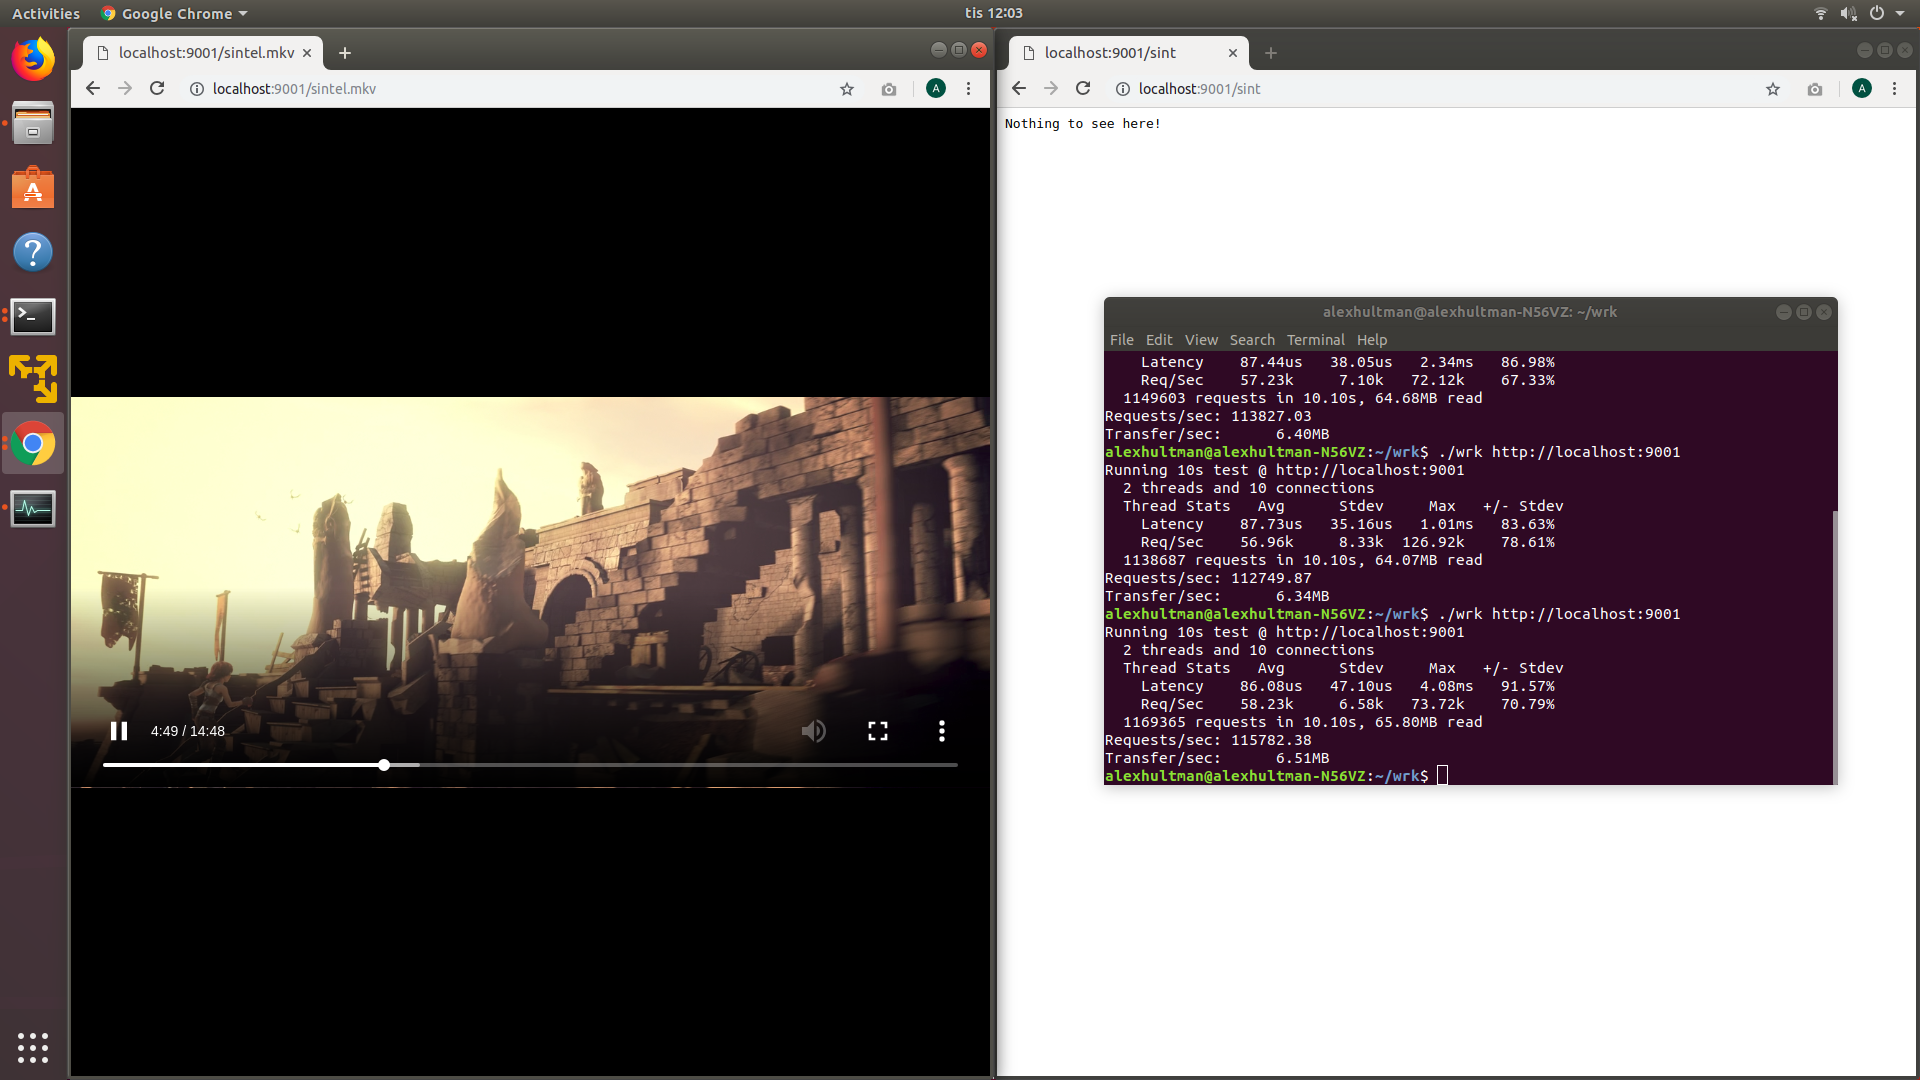 Activities
Google Chrome
tis 12:03
localhost:9001/sintel.mkv
localhost:9001/sintel.mkv
A
4:49 / 14:48
localhost:9001/sint
localhost:9001/sint
A
Nothing to see here!
alexhultman@alexhultman-N56VZ: ~/wrk
File Edit View Search Terminal Help
Latency 87.44us 38.05us 2.34ms 86.98%
Req/Sec 57.23k 7.10k 72.12k 67.33%
1149603 requests in 10.10s, 64.68MB read
Requests/sec: 113827.03
Transfer/sec: 6.40MB
alexhultman@alexhultman-N56VZ:~/wrk$ ./wrk http://localhost:9001
Running 10s test @ http://localhost:9001
2 threads and 10 connections
Thread Stats Avg Stdev Max +/- Stdev
Latency 87.73us 35.16us 1.01ms 83.63%
Req/Sec 56.96k 8.33k 126.92k 78.61%
1138687 requests in 10.10s, 64.07MB read
Requests/sec: 112749.87
Transfer/sec: 6.34MB
alexhultman@alexhultman-N56VZ:~/wrk$ ./wrk http://localhost:9001
Running 10s test @ http://localhost:9001
2 threads and 10 connections
Thread Stats Avg Stdev Max +/- Stdev
Latency 86.08us 47.10us 4.08ms 91.57%
Req/Sec 58.23k 6.58k 73.72k 70.79%
1169365 requests in 10.10s, 65.80MB read
Requests/sec: 115782.38
Transfer/sec: 6.51MB
alexhultman@alexhultman-N56VZ:~/wrk$